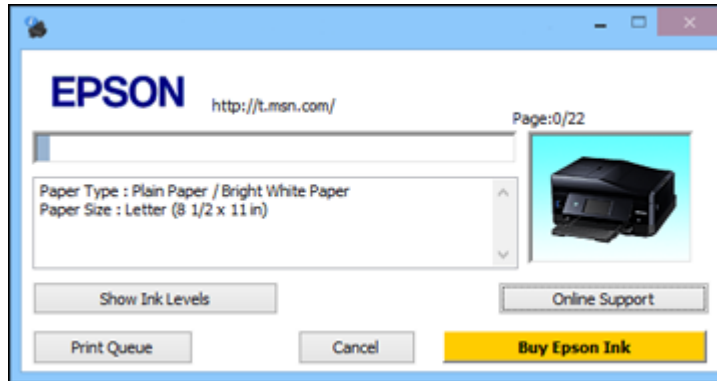 EPSON
http://t.msn.com/
Page:0/22
Paper Type : Plain Paper / Bright White Paper
Paper Size : Letter (8 1/2 x 11 in)
Show Ink Levels
Online Support
Print Queue
Cancel
Buy Epson Ink